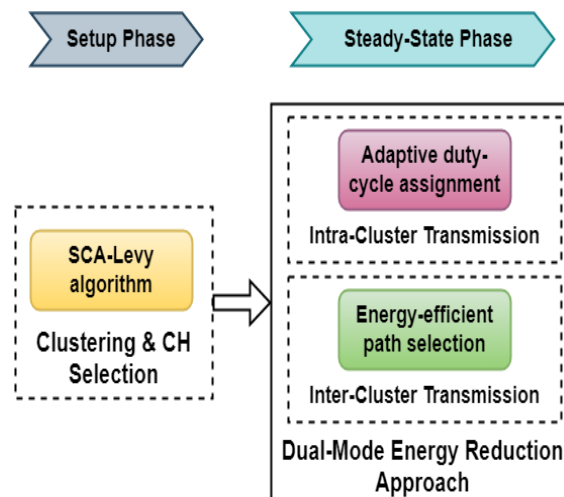 Setup Phase
Steady-State Phase
SCA-Levy
algorithm
Clustering & CH
Selection
Adaptive duty-
cycle assignment
Intra-Cluster Transmission
Energy-efficient
path selection
Inter-Cluster Transmission
Dual-Mode Energy Reduction
Approach